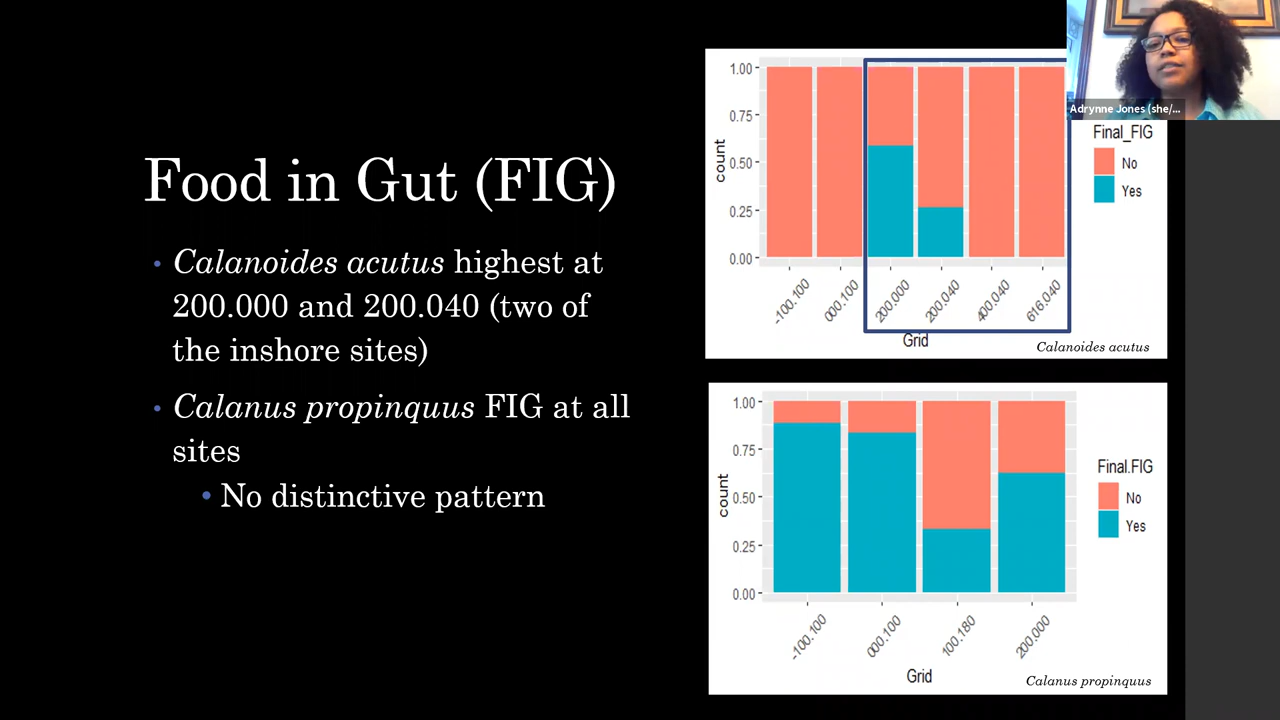 Food in Gut (FIG)
• Calanoides acutus highest at
200.000 and 200.040 (two of
the inshore sites)
• Calanus propinquus FIG at all
sites
• No distinctive pattern
1.00
0.75
0.50
0.25
0.00
count
-100.100
000.100
200.000
200.040
400.040
616.040
Grid
Final_FIG
No
Yes
Calanoides acutus
Adrynne Jones (she/...
1.00
0.75
0.50
0.25
0.00
count
-100.100
000.100
100.180
200.000
Grid
Final.FIG
No
Yes
Calanus propinquus